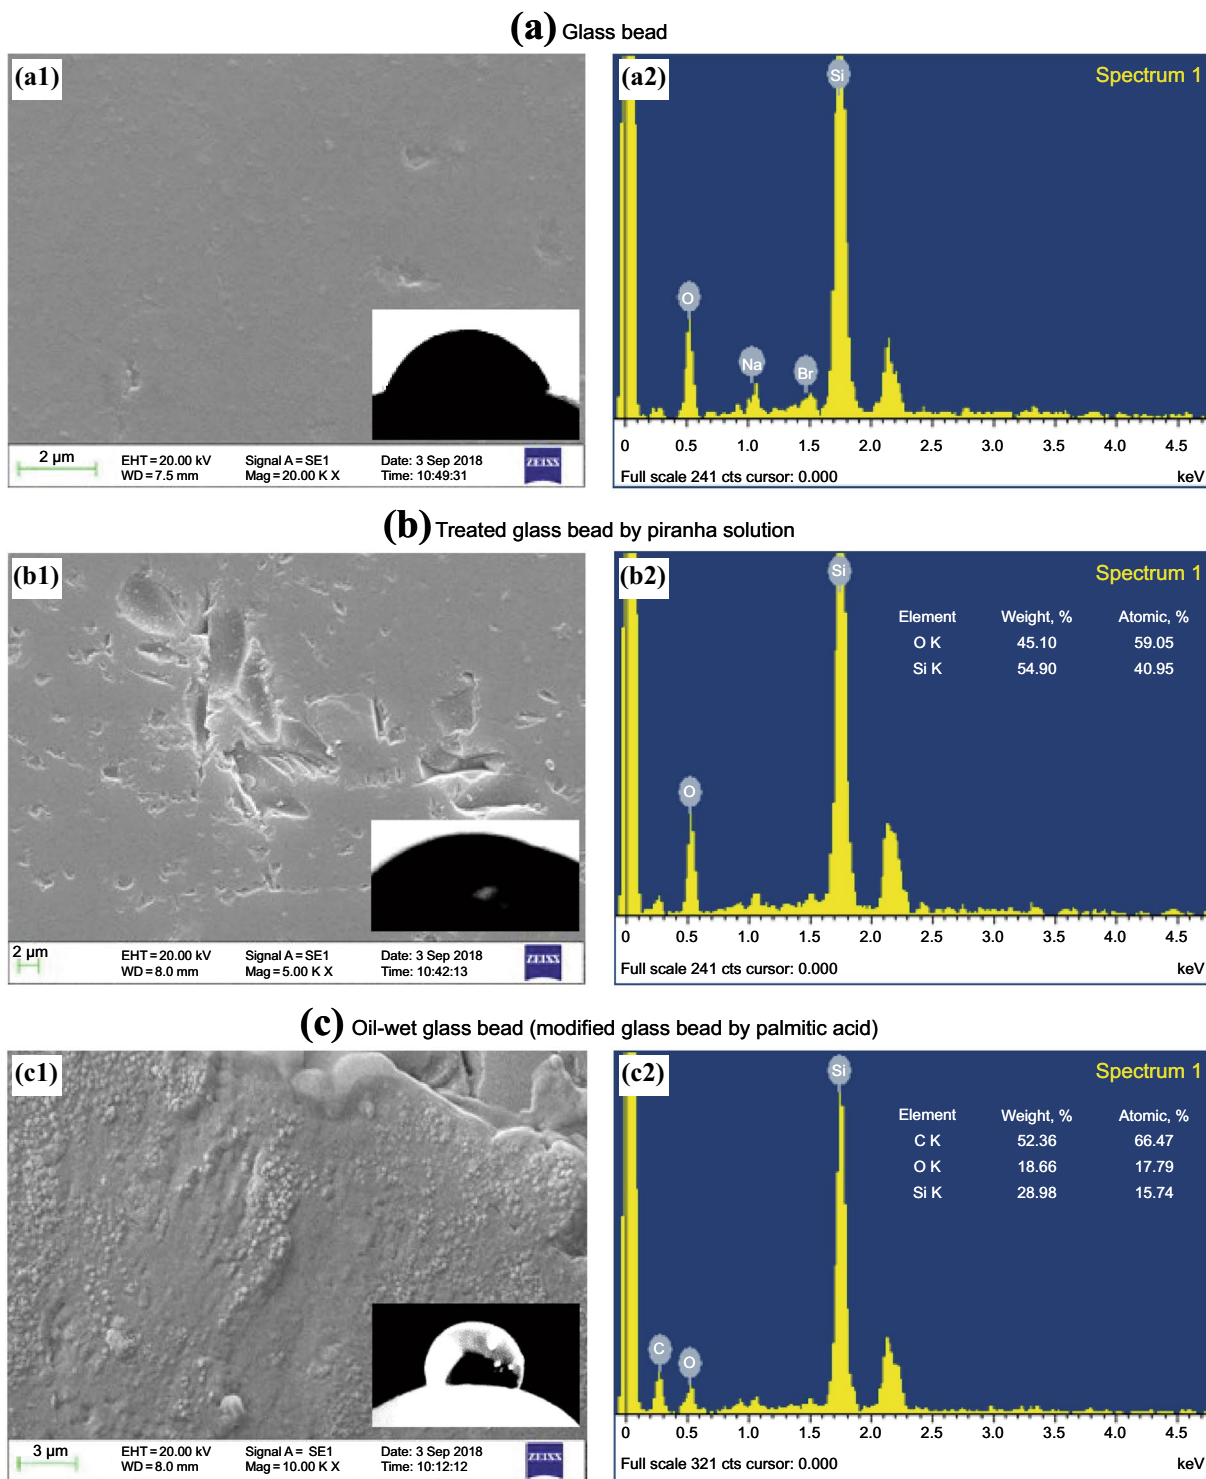 (a) Glass bead
(a1)
2 µm
EHT = 20.00 kV Signal A = SE1 Date: 3 Sep 2018
WD = 7.5 mm Mag = 20.00 K X Time: 10:49:31
ZEISS
(a2)
Spectrum 1
Si
O
Na
Br
0 0.5 1.0 1.5 2.0 2.5 3.0 3.5 4.0 4.5
Full scale 241 cts cursor: 0.000 keV
(b) Treated glass bead by piranha solution
(b1)
2 µm
EHT = 20.00 kV Signal A = SE1 Date: 3 Sep 2018
WD = 8.0 mm Mag = 5.00 K X Time: 10:42:13
ZEISS
(b2)
Spectrum 1
Si
Element Weight, % Atomic, %
O K 45.10 59.05
Si K 54.90 40.95
O
0 0.5 1.0 1.5 2.0 2.5 3.0 3.5 4.0 4.5
Full scale 241 cts cursor: 0.000 keV
(c) Oil-wet glass bead (modified glass bead by palmitic acid)
(c1)
3 µm
EHT = 20.00 kV Signal A = SE1 Date: 3 Sep 2018
WD = 8.0 mm Mag = 10.00 K X Time: 10:12:12
ZEISS
(c2)
Spectrum 1
Si
Element Weight, % Atomic, %
C K 52.36 66.47
O K 18.66 17.79
Si K 28.98 15.74
C
O
0 0.5 1.0 1.5 2.0 2.5 3.0 3.5 4.0 4.5
Full scale 321 cts cursor: 0.000 keV